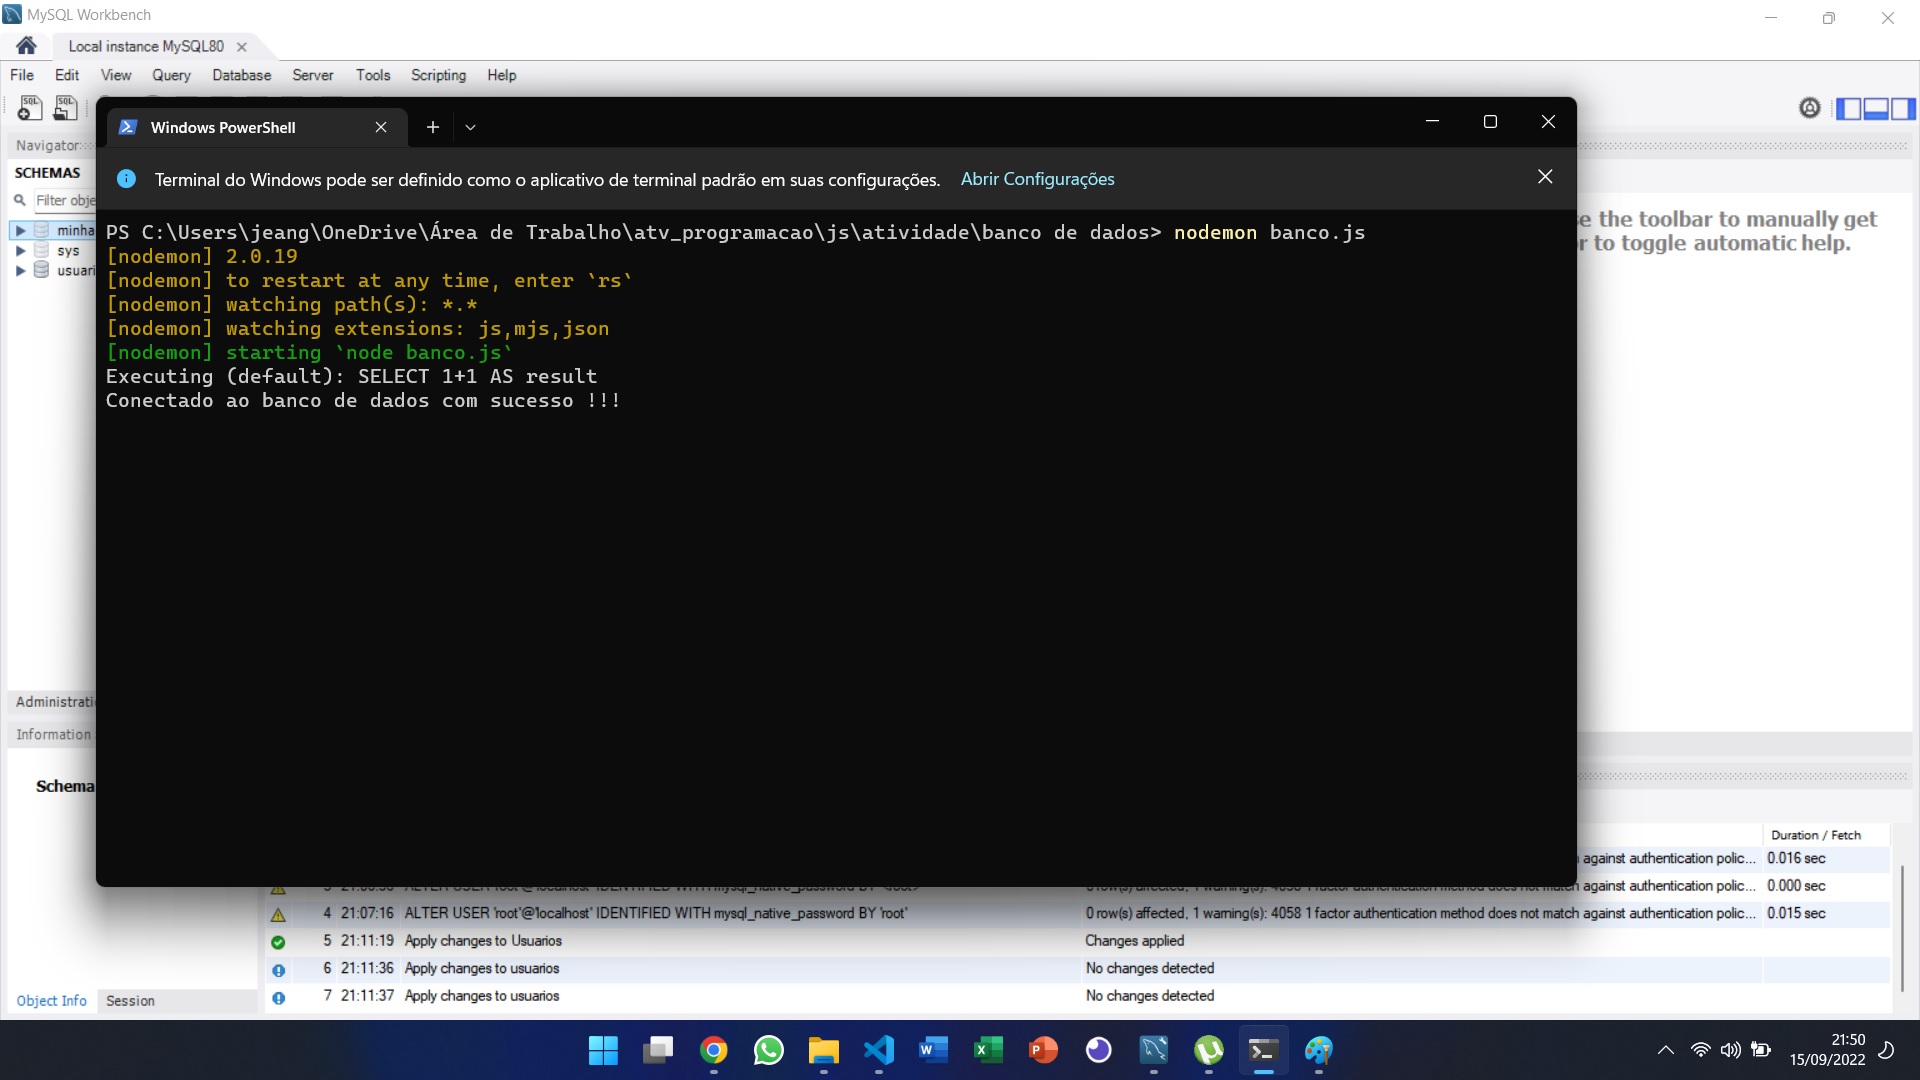 MySQL Workbench
Local instance MySQL80
File Edit View Query Database Server Tools Scripting Help
Navigator
SCHEMAS
Filter obje
minha
sys
usuari
Administrati
Information
Schema
Object Info Session
Windows PowerShell
Terminal do Windows pode ser definido como o aplicativo de terminal padrão em suas configurações. Abrir Configurações
PS C:\Users\jeang\OneDrive\Área de Trabalho\atv_programacao\js\atividade\banco de dados> nodemon banco.js
[nodemon] 2.0.19
[nodemon] to restart at any time, enter `rs`
[nodemon] watching path(s): *.*
[nodemon] watching extensions: js,mjs,json
[nodemon] starting `node banco.js`
Executing (default): SELECT 1+1 AS result
Conectado ao banco de dados com sucesso !!!
e the toolbar to manually get
r to toggle automatic help.
Duration / Fetch
against authentication polic... 0.016 sec
against authentication polic... 0.000 sec
4 21:07:16 ALTER USER 'root'@'localhost' IDENTIFIED WITH mysql_native_password BY 'root' 0 row(s) affected, 1 warning(s): 4058 1 factor authentication method does not match against authentication polic... 0.015 sec
5 21:11:19 Apply changes to Usuarios Changes applied
6 21:11:36 Apply changes to usuarios No changes detected
7 21:11:37 Apply changes to usuarios No changes detected
21:50
15/09/2022